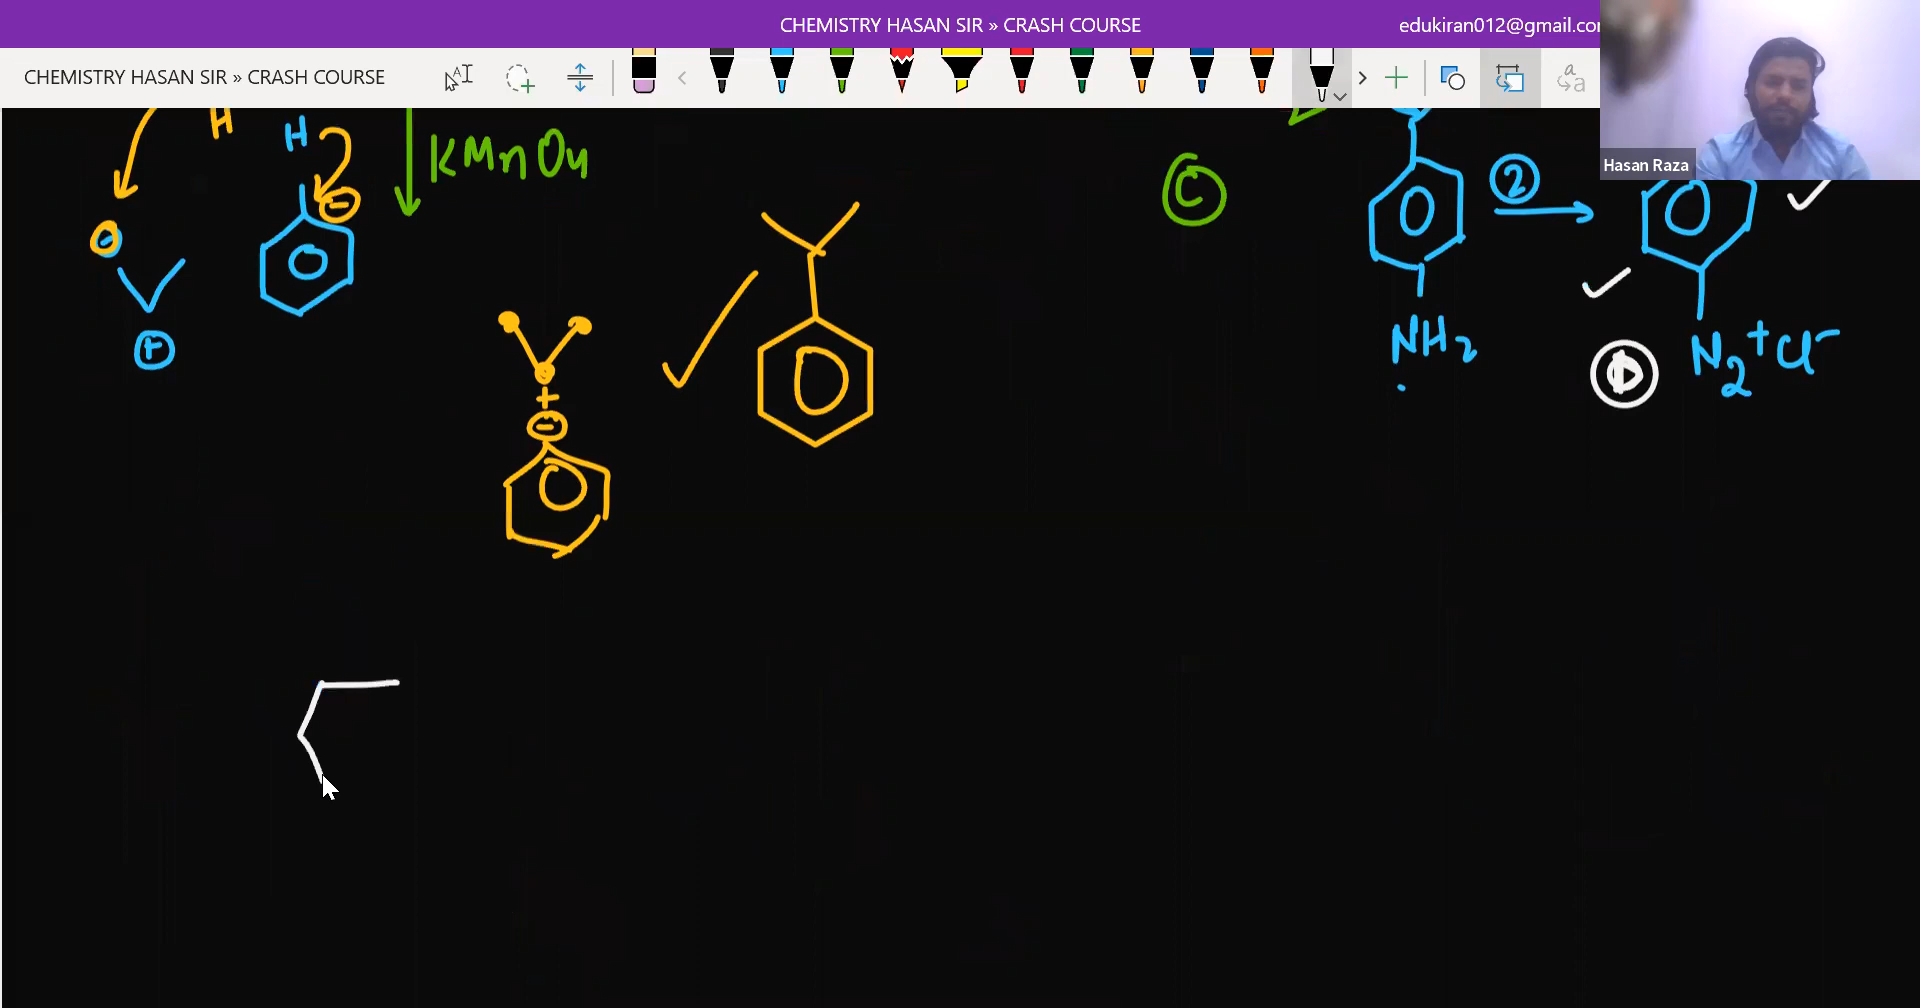 CHEMISTRY HASAN SIR » CRASH COURSE
edukiran012@gmail.co
CHEMISTRY HASAN SIR » CRASH COURSE
Hasan Raza
H
H
KMnO4
C
2
NH2
N2+Cl-